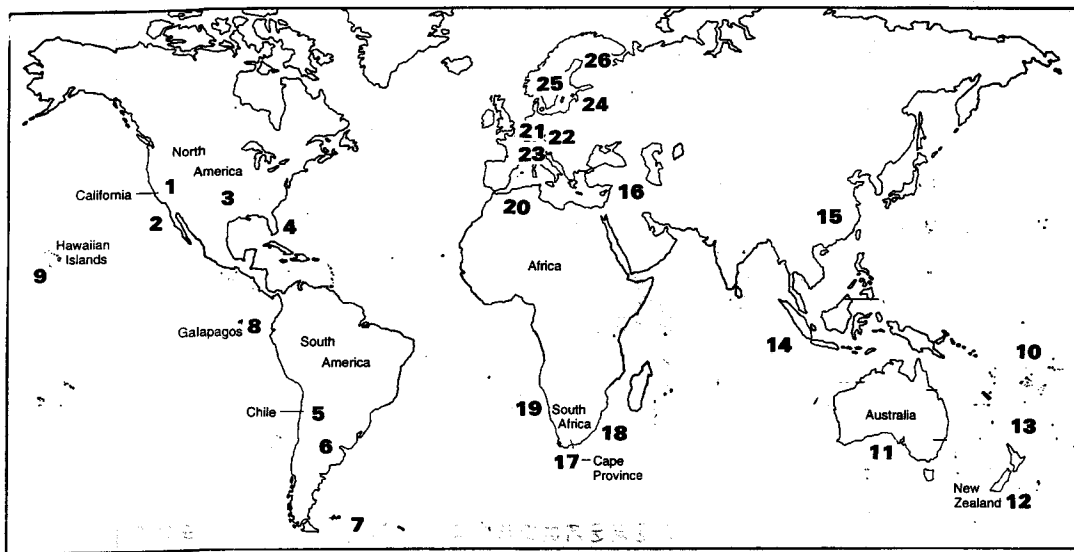 26
25
24
21
22
North
America
23
1
California
3
16
20
2
4
15
Hawaiian
Islands
9
Africa
Galapagos
8
South
America
14
10
Chile
5
19
South
Africa
18
Australia
13
6
11
17
Cape
Province
New
Zealand
12
7